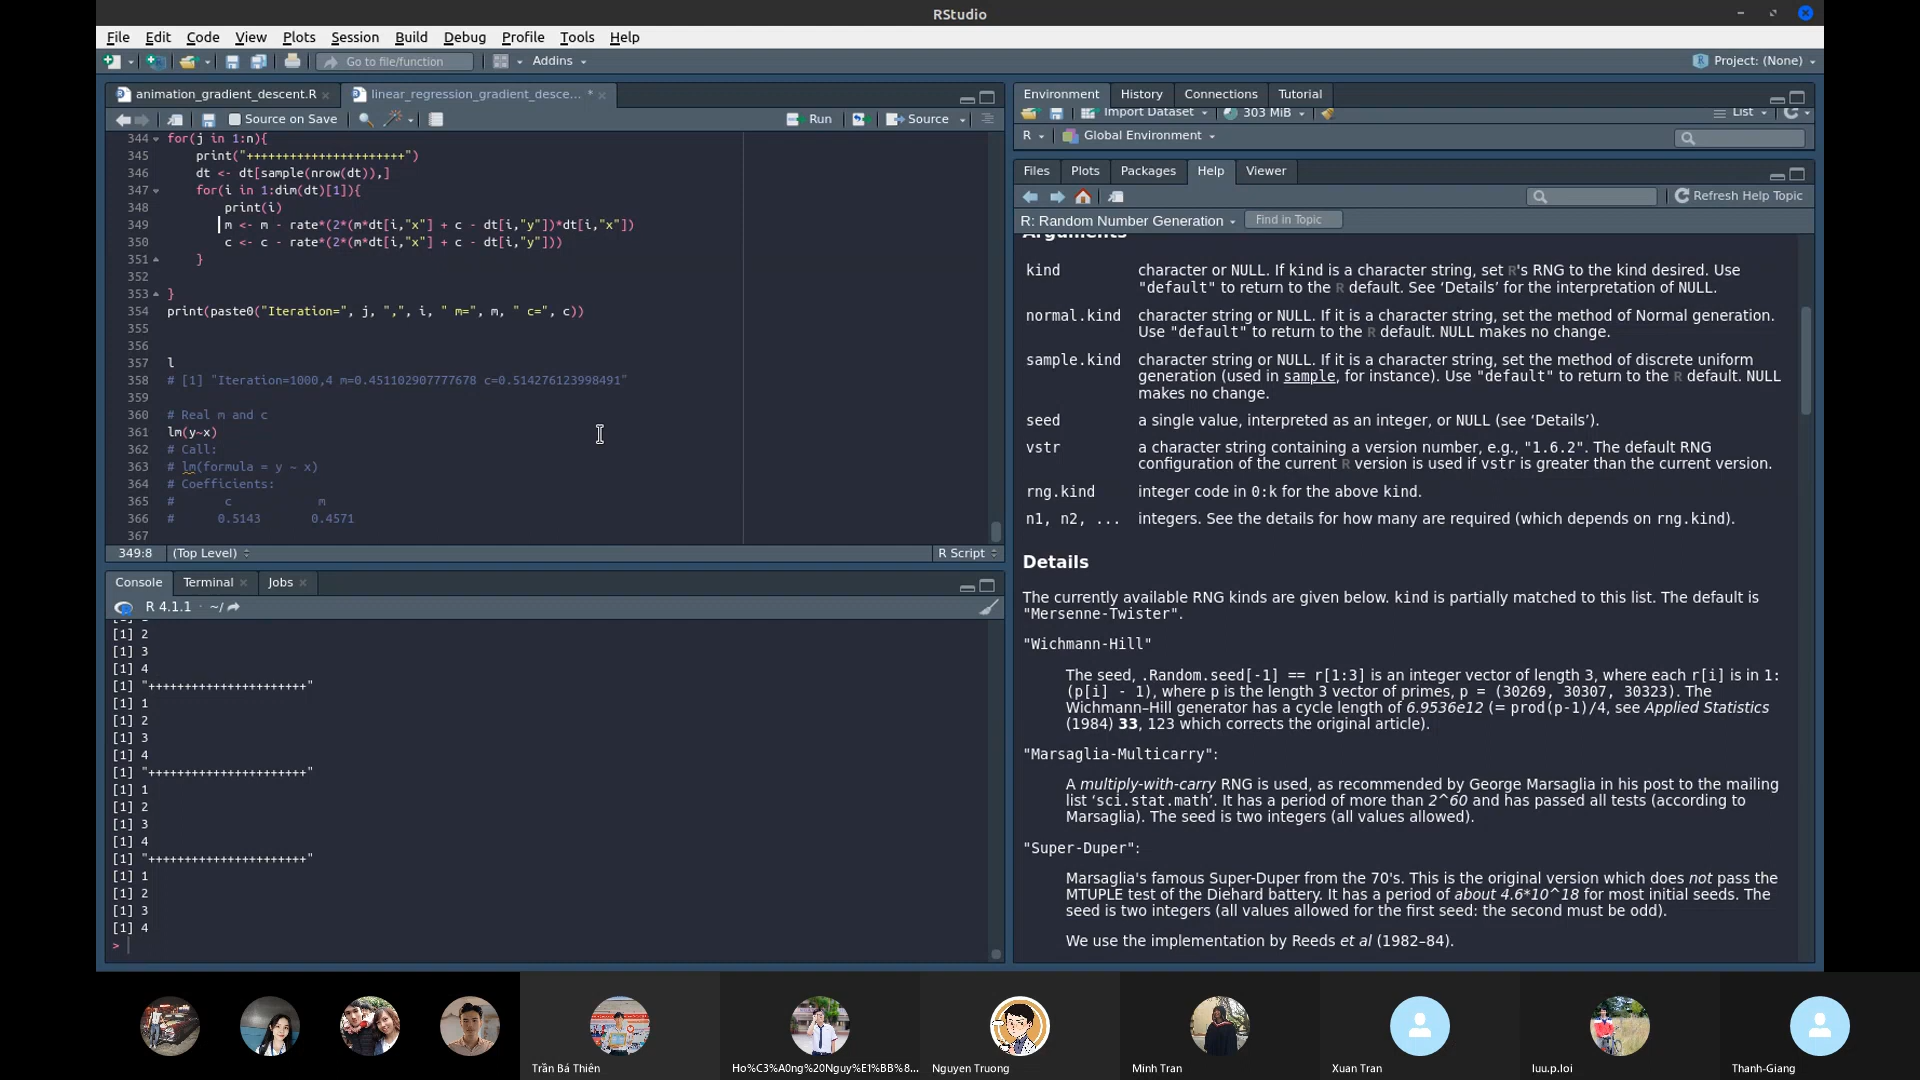 RStudio
File Edit Code View Plots Session Build Debug Profile Tools Help
Go to file/function Addins Project: (None)
animation_gradient_descent.R linear_regression_gradient_desce... *
Source on Save Run Source
344 for(j in 1:n){
345 print("++++++++++++++++++++++")
346 dt <- dt[sample(nrow(dt)),]
347 for(i in 1:dim(dt)[1]){
348 print(i)
349 m <- m - rate*(2*(m*dt[i,"x"] + c - dt[i,"y"])*dt[i,"x"])
350 c <- c - rate*(2*(m*dt[i,"x"] + c - dt[i,"y"]))
351 }
352
353 }
354 print(paste0("Iteration=", j, ",", i, " m=", m, " c=", c))
355
356
357 l
358 # [1] "Iteration=1000,4 m=0.451102907777678 c=0.514276123998491"
359
360 # Real m and c
361 lm(y~x)
362 # Call:
363 # lm(formula = y ~ x)
364 # Coefficients:
365 # c m
366 # 0.5143 0.4571
367
349:8 (Top Level) R Script
Console Terminal Jobs
R 4.1.1 · ~/
[1] 2
[1] 3
[1] 4
[1] "++++++++++++++++++++++"
[1] 1
[1] 2
[1] 3
[1] 4
[1] "++++++++++++++++++++++"
[1] 1
[1] 2
[1] 3
[1] 4
[1] "++++++++++++++++++++++"
[1] 1
[1] 2
[1] 3
[1] 4
>
Environment History Connections Tutorial
Import Dataset 303 MiB List
R Global Environment
Files Plots Packages Help Viewer
Refresh Help Topic
R: Random Number Generation Find in Topic
Arguments
kind character or NULL. If kind is a character string, set R's RNG to the kind desired. Use
"default" to return to the R default. See ‘Details’ for the interpretation of NULL.
normal.kind character string or NULL. If it is a character string, set the method of Normal generation.
Use "default" to return to the R default. NULL makes no change.
sample.kind character string or NULL. If it is a character string, set the method of discrete uniform
generation (used in sample, for instance). Use "default" to return to the R default. NULL
makes no change.
seed a single value, interpreted as an integer, or NULL (see ‘Details’).
vstr a character string containing a version number, e.g., "1.6.2". The default RNG
configuration of the current R version is used if vstr is greater than the current version.
rng.kind integer code in 0:k for the above kind.
n1, n2, ... integers. See the details for how many are required (which depends on rng.kind).
Details
The currently available RNG kinds are given below. kind is partially matched to this list. The default is
"Mersenne-Twister".
"Wichmann-Hill"
The seed, .Random.seed[-1] == r[1:3] is an integer vector of length 3, where each r[i] is in 1:
(p[i] - 1), where p is the length 3 vector of primes, p = (30269, 30307, 30323). The
Wichmann–Hill generator has a cycle length of 6.9536e12 (= prod(p-1)/4, see Applied Statistics
(1984) 33, 123 which corrects the original article).
"Marsaglia-Multicarry":
A multiply-with-carry RNG is used, as recommended by George Marsaglia in his post to the mailing
list ‘sci.stat.math’. It has a period of more than 2^60 and has passed all tests (according to
Marsaglia). The seed is two integers (all values allowed).
"Super-Duper":
Marsaglia's famous Super-Duper from the 70's. This is the original version which does not pass the
MTUPLE test of the Diehard battery. It has a period of about 4.6*10^18 for most initial seeds. The
seed is two integers (all values allowed for the first seed: the second must be odd).
We use the implementation by Reeds et al (1982–84).
Trần Bá Thiên
Ho%C3%A0ng%20Nguy%E1%BB%8...
Nguyen Truong
Minh Tran
Xuan Tran
luu.p.loi
Thanh-Giang